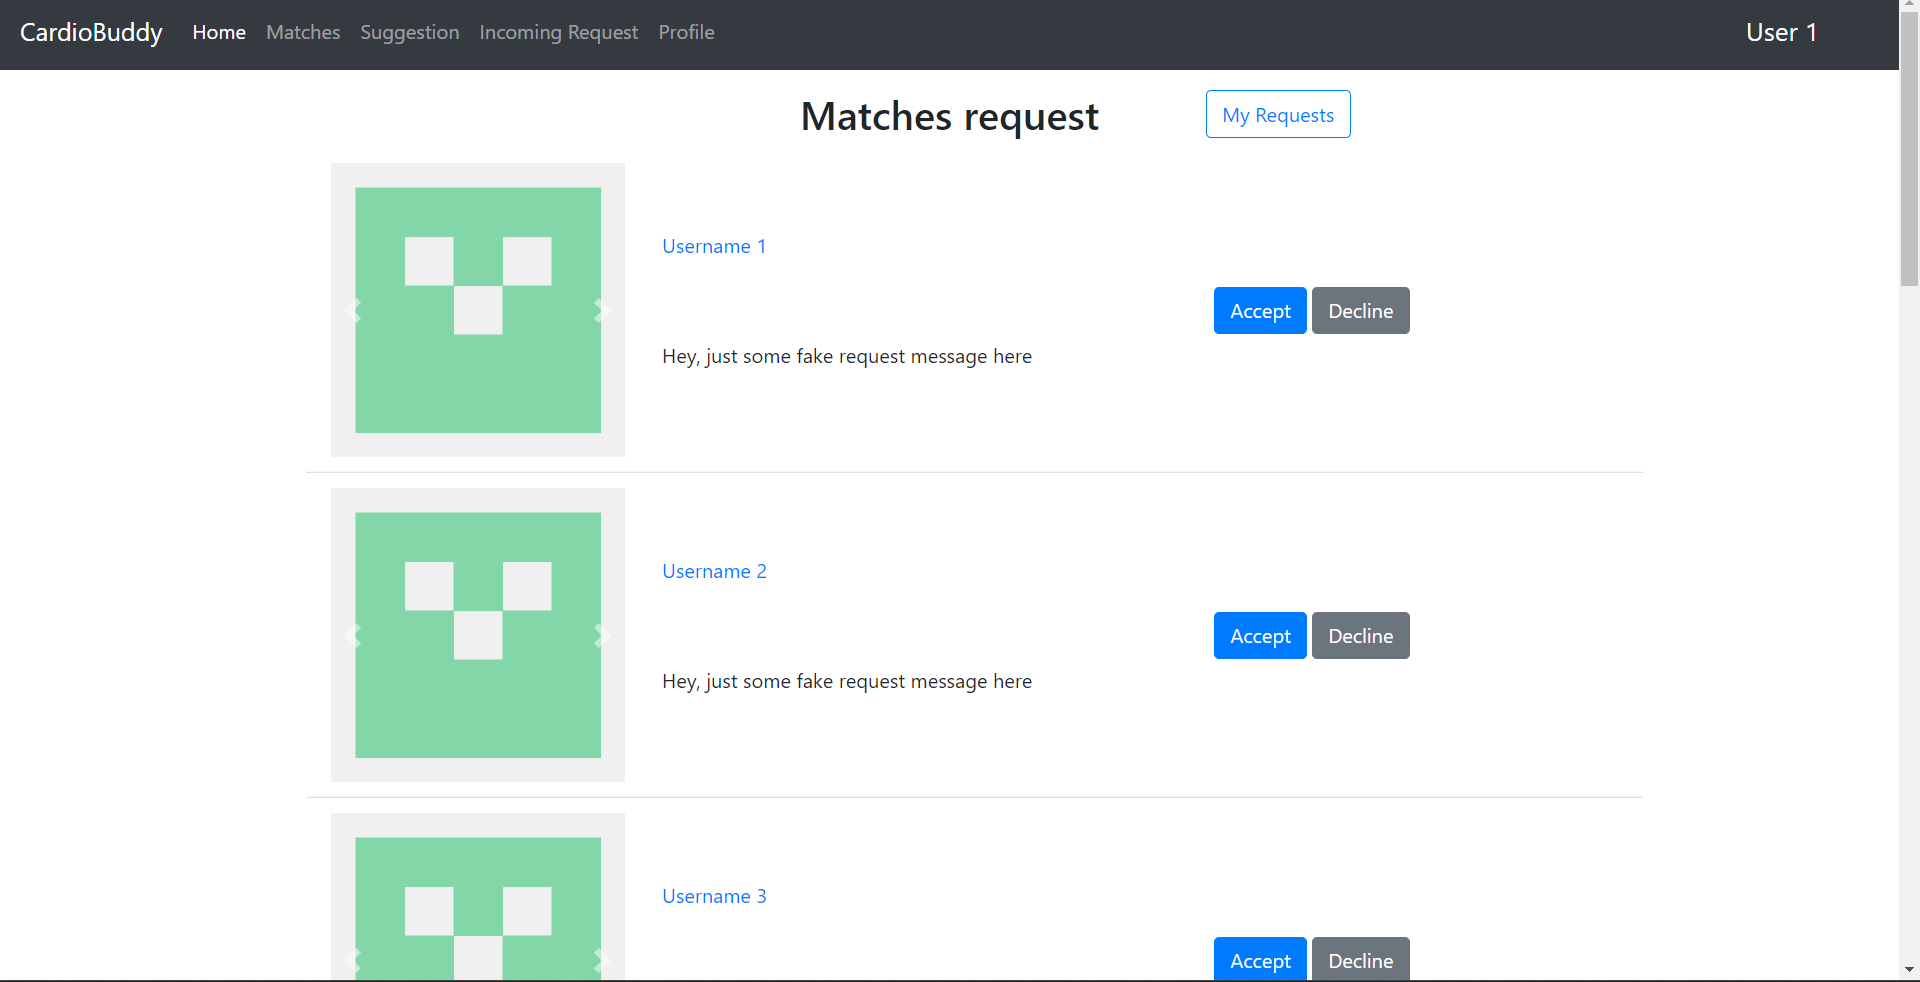 CardioBuddy Home Matches Suggestion Incoming Request Profile User 1
Matches request My Requests
Username 1
Accept Decline
Hey, just some fake request message here
Username 2
Accept Decline
Hey, just some fake request message here
Username 3
Accept Decline